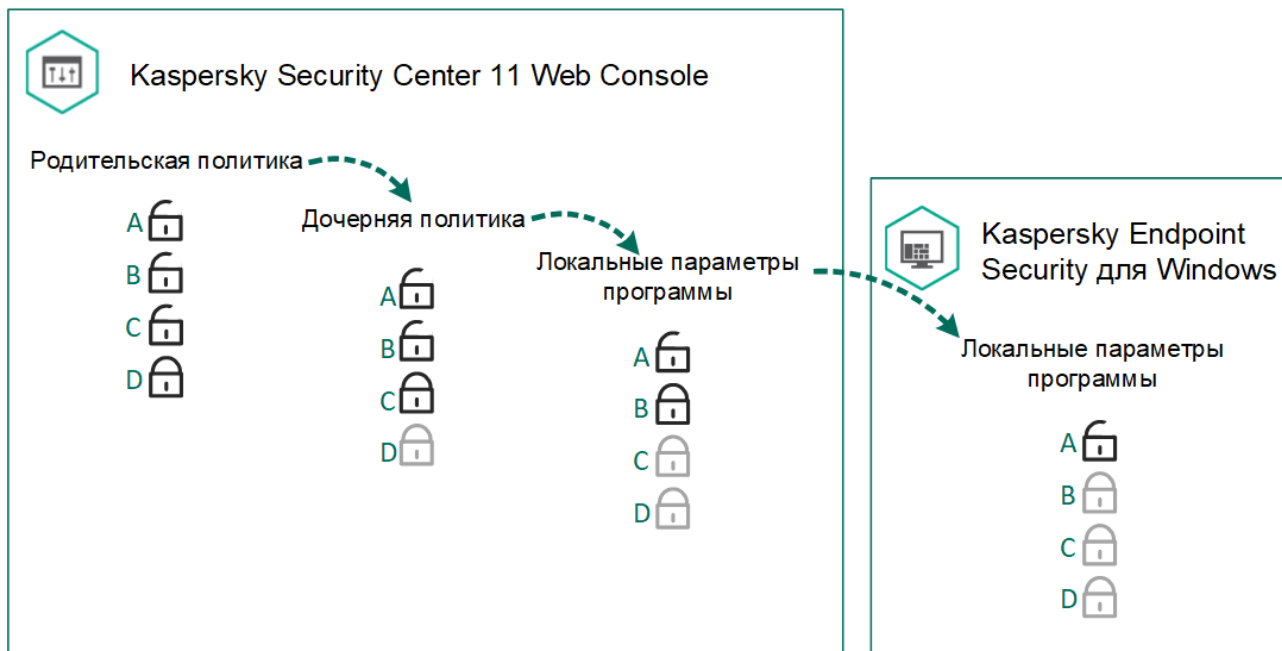 Kaspersky Security Center 11 Web Console
Родительская политика
A
B
C
D
Дочерняя политика
A
B
C
D
Локальные параметры
программы
A
B
C
D
Kaspersky Endpoint
Security для Windows
Локальные параметры
программы
A
B
C
D